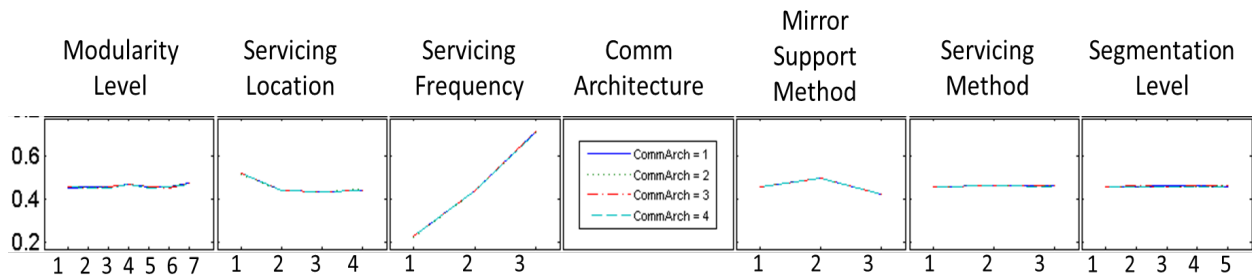 Modularity
Level
Servicing
Location
Servicing
Frequency
Comm
Architecture
Mirror
Support
Method
Servicing
Method
Segmentation
Level
0.6
0.4
0.2
CommArch = 1
CommArch = 2
CommArch = 3
CommArch = 4
1 2 3 4 5 6 7
1 2 3 4
1 2 3
1 2 3
1 2 3
1 2 3 4 5